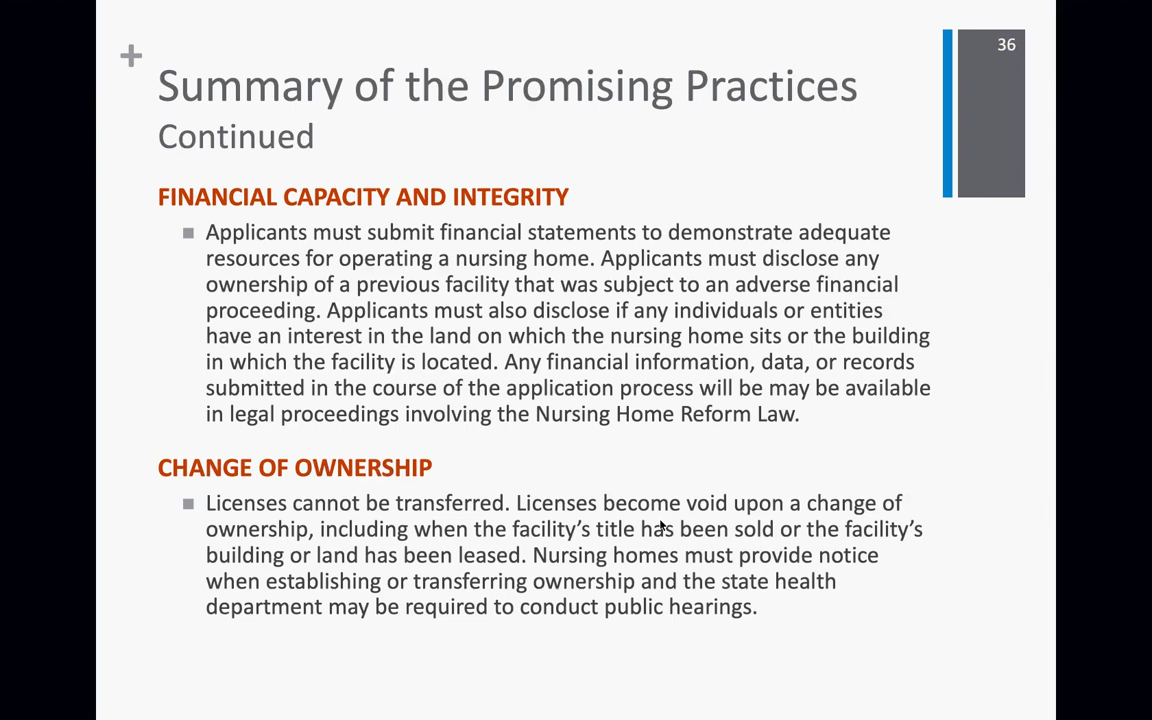 36
+
Summary of the Promising Practices
Continued
FINANCIAL CAPACITY AND INTEGRITY
Applicants must submit financial statements to demonstrate adequate
resources for operating a nursing home. Applicants must disclose any
ownership of a previous facility that was subject to an adverse financial
proceeding. Applicants must also disclose if any individuals or entities
have an interest in the land on which the nursing home sits or the building
in which the facility is located. Any financial information, data, or records
submitted in the course of the application process will be may be available
in legal proceedings involving the Nursing Home Reform Law.
CHANGE OF OWNERSHIP
Licenses cannot be transferred. Licenses become void upon a change of
ownership, including when the facility’s title has been sold or the facility’s
building or land has been leased. Nursing homes must provide notice
when establishing or transferring ownership and the state health
department may be required to conduct public hearings.